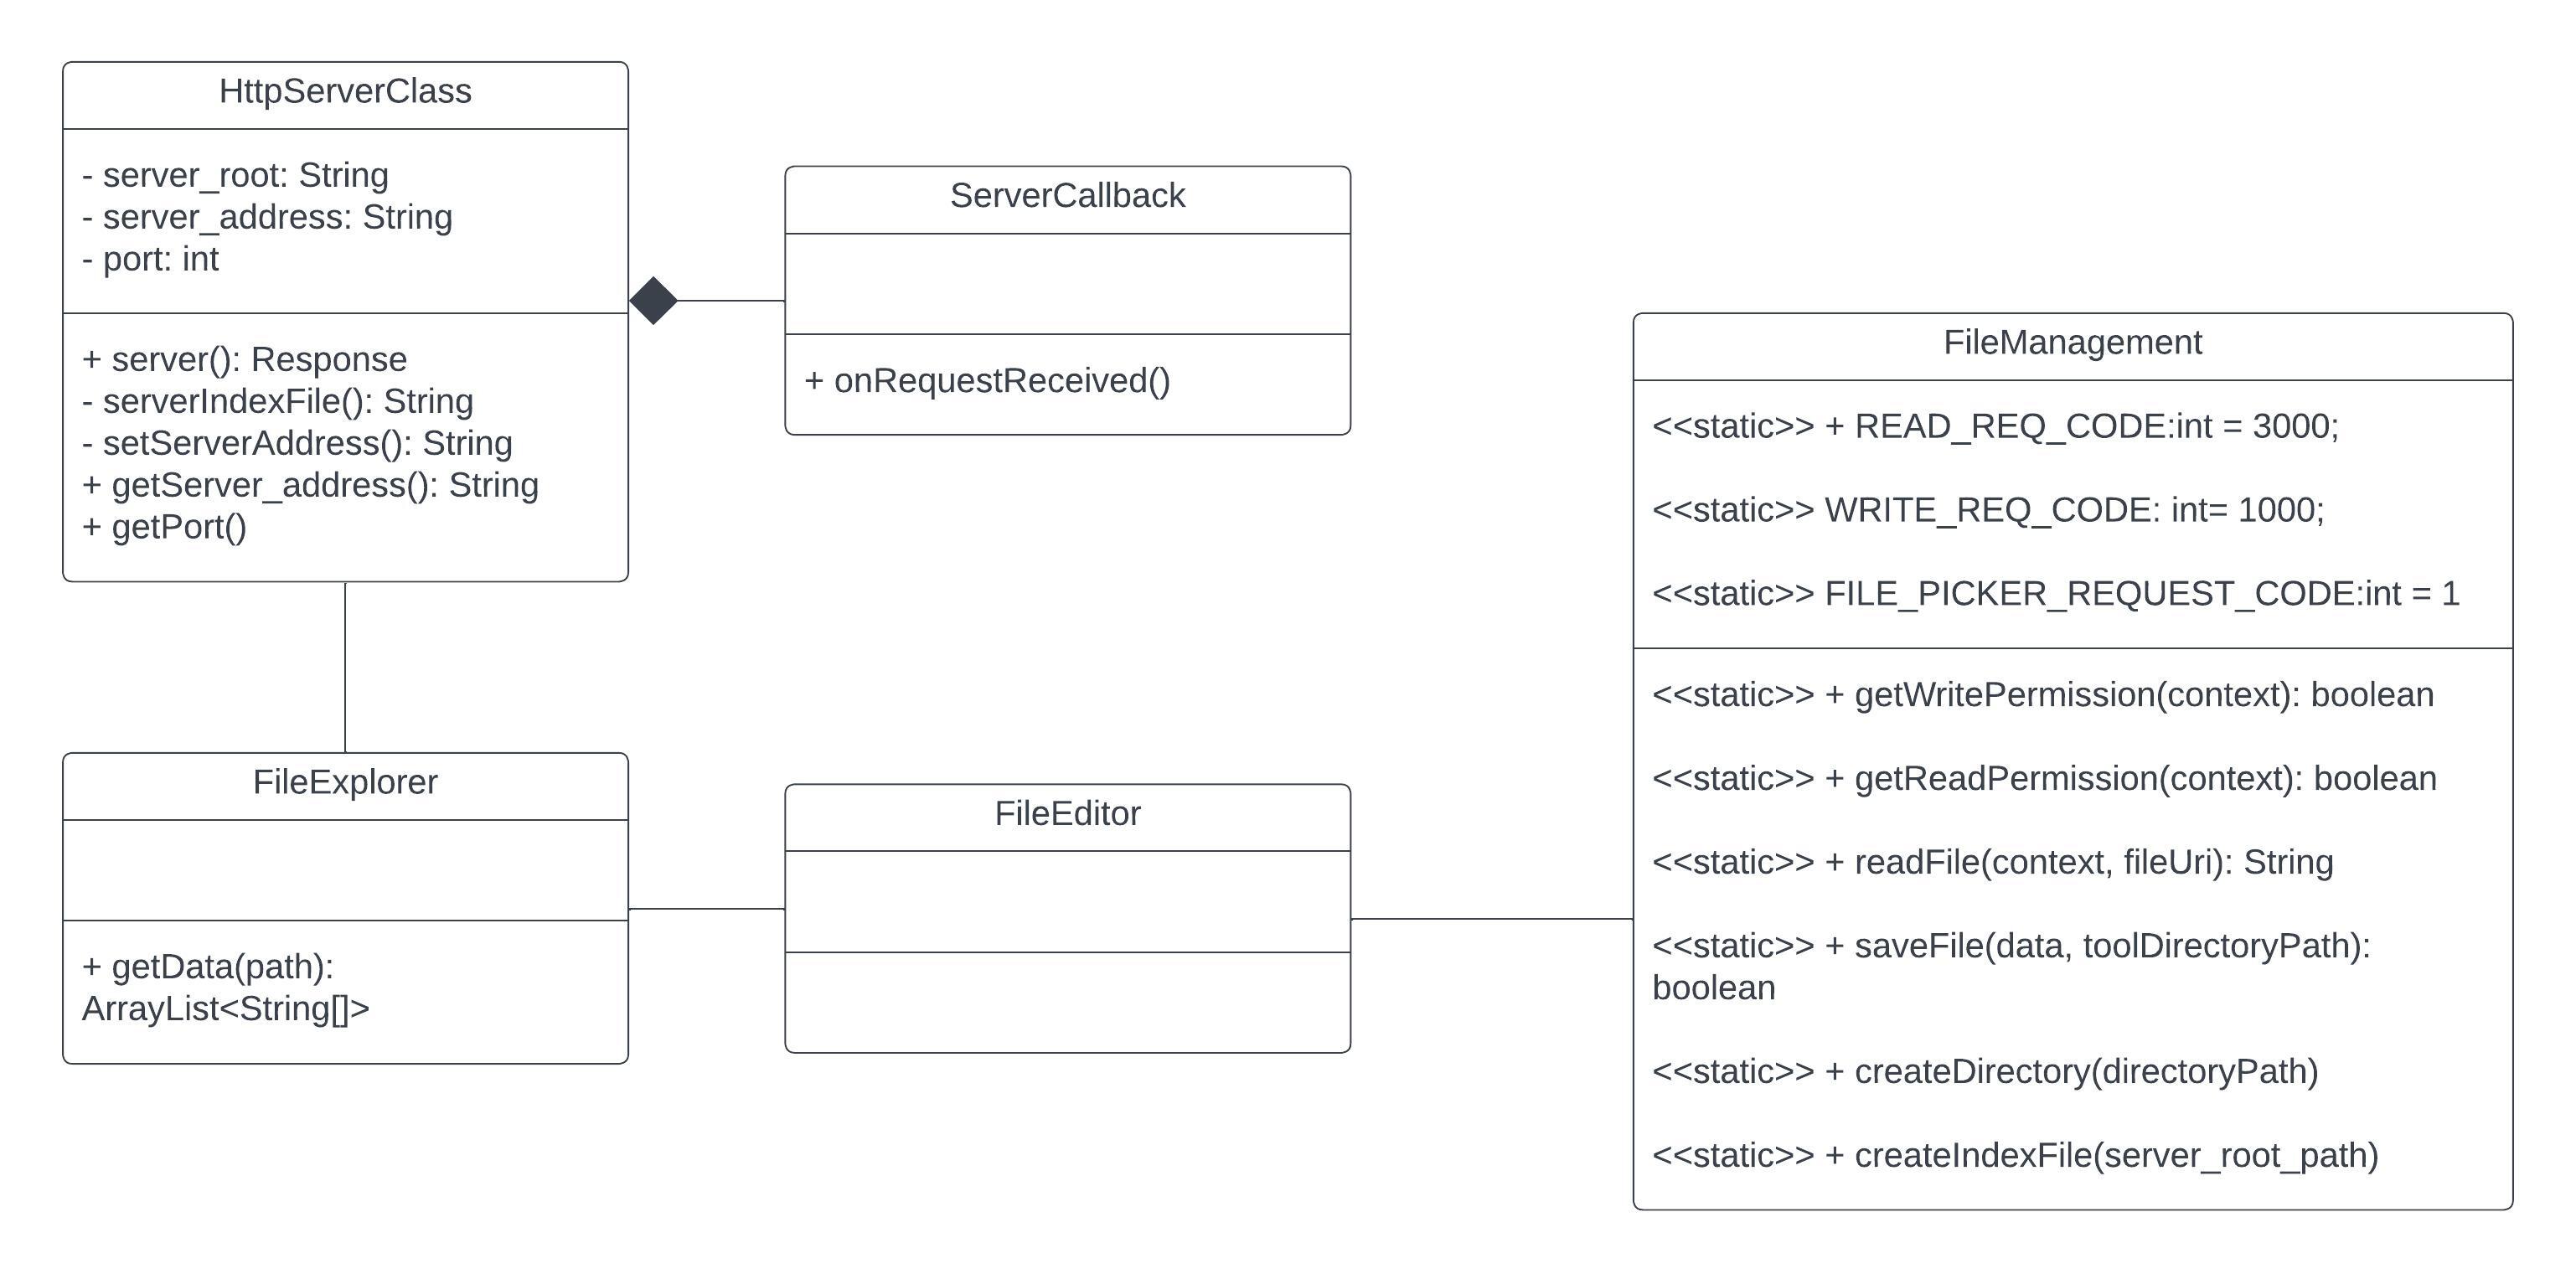 HttpServerClass
- server_root: String
- server_address: String
- port: int
+ server(): Response
- serverIndexFile(): String
- setServerAddress(): String
+ getServer_address(): String
+ getPort()
ServerCallback
+ onRequestReceived()
FileManagement
<<static>> + READ_REQ_CODE:int = 3000;
<<static>> WRITE_REQ_CODE: int= 1000;
<<static>> FILE_PICKER_REQUEST_CODE:int = 1
<<static>> + getWritePermission(context): boolean
<<static>> + getReadPermission(context): boolean
<<static>> + readFile(context, fileUri): String
<<static>> + saveFile(data, toolDirectoryPath):
boolean
<<static>> + createDirectory(directoryPath)
<<static>> + createIndexFile(server_root_path)
FileExplorer
+ getData(path):
ArrayList<String[]>
FileEditor